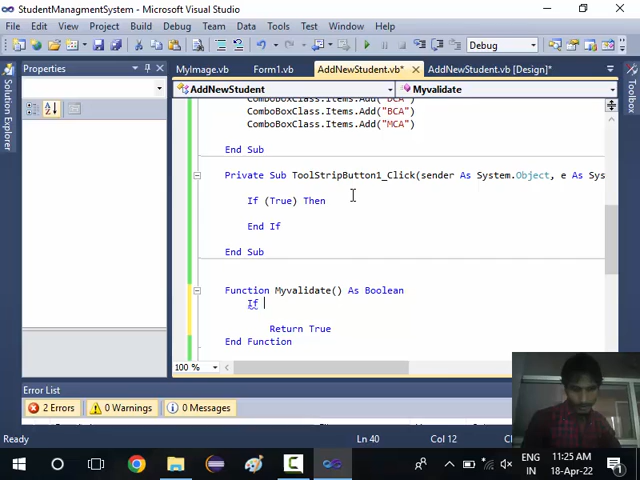 StudentManagmentSystem - Microsoft Visual Studio
File Edit View Project Build Debug Team Data Tools Test Window Help
Debug
Properties
MyImage.vb Form1.vb AddNewStudent.vb* AddNewStudent.vb [Design]*
Solution Explorer
Toolbox
AddNewStudent Myvalidate
ComboBoxClass.Items.Add("BCA")
ComboBoxClass.Items.Add("MCA")
End Sub
Private Sub ToolStripButton1_Click(sender As System.Object, e As Sys
If (True) Then
End If
End Sub
Function Myvalidate() As Boolean
If
Return True
End Function
100 %
Error List
2 Errors 0 Warnings 0 Messages
Ready Ln 40 Col 12
ENG 11:25 AM
IN 18-Apr-22